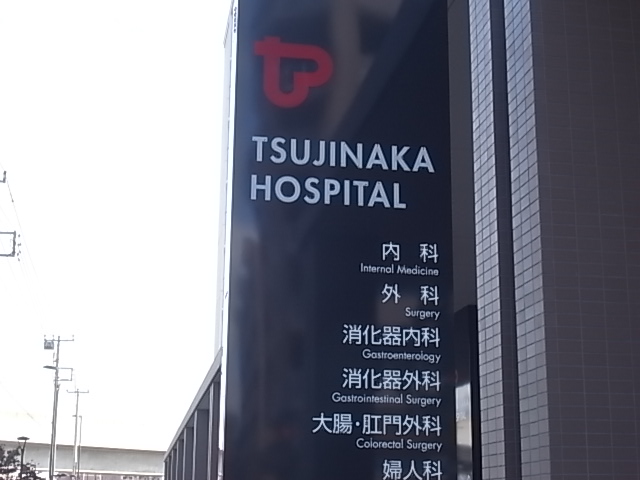 TSUJINAKA
HOSPITAL
内 科
Internal Medicine
外 科
Surgery
消化器内科
Gastroenterology
消化器外科
Gastrointestinal Surgery
大腸・肛門外科
Colorectal Surgery
婦人科